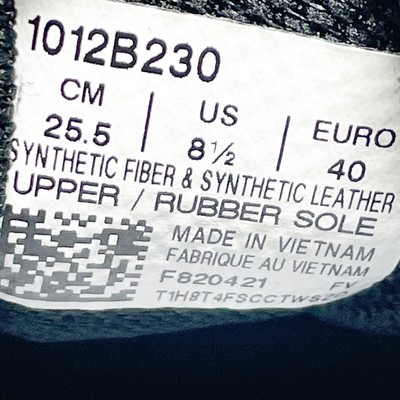 1012B230
CM | US | EURO
25.5 | 8½ | 40
SYNTHETIC FIBER & SYNTHETIC LEATHER
UPPER / RUBBER SOLE
MADE IN VIETNAM
FABRIQUE AU VIETNAM
F820421 FV